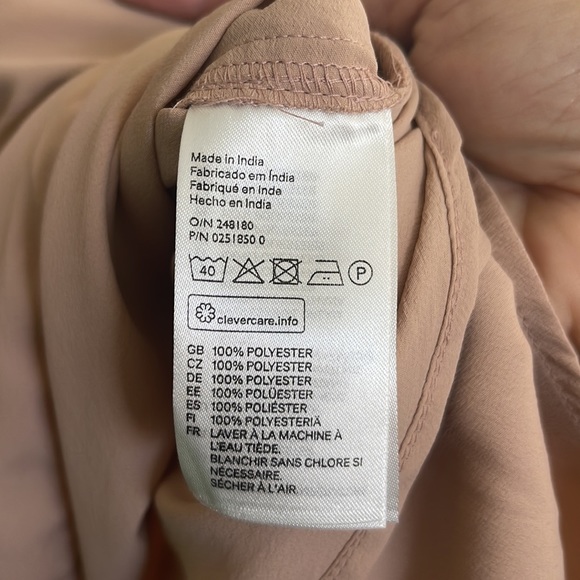 Made in India
Fabricado em Índia
Fabriqué en Inde
Hecho en India
O/N 248180
P/N 0251850 0
40 P
clevercare.info
GB 100% POLYESTER
CZ 100% POLYESTER
DE 100% POLYESTER
EE 100% POLÜESTER
ES 100% POLIÉSTER
FI 100% POLYESTERIÄ
FR LAVER À LA MACHINE À
L'EAU TIÈDE.
BLANCHIR SANS CHLORE SI
NÉCESSAIRE.
SÉCHER À L'AIR